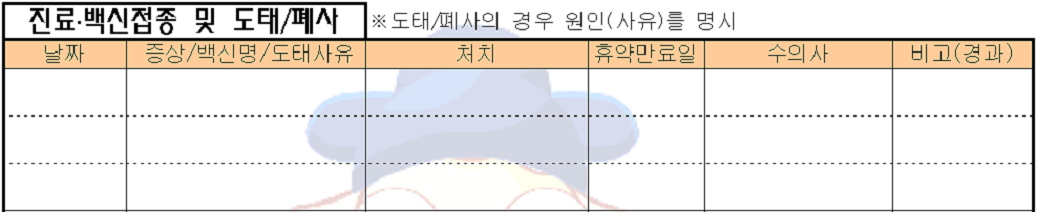 진료·백신접종 및 도태/폐사 ※도태/폐사의 경우 원인(사유)를 명시
날짜 증상/백신명/도태사유 처치 휴약만료일 수의사 비고(경과)